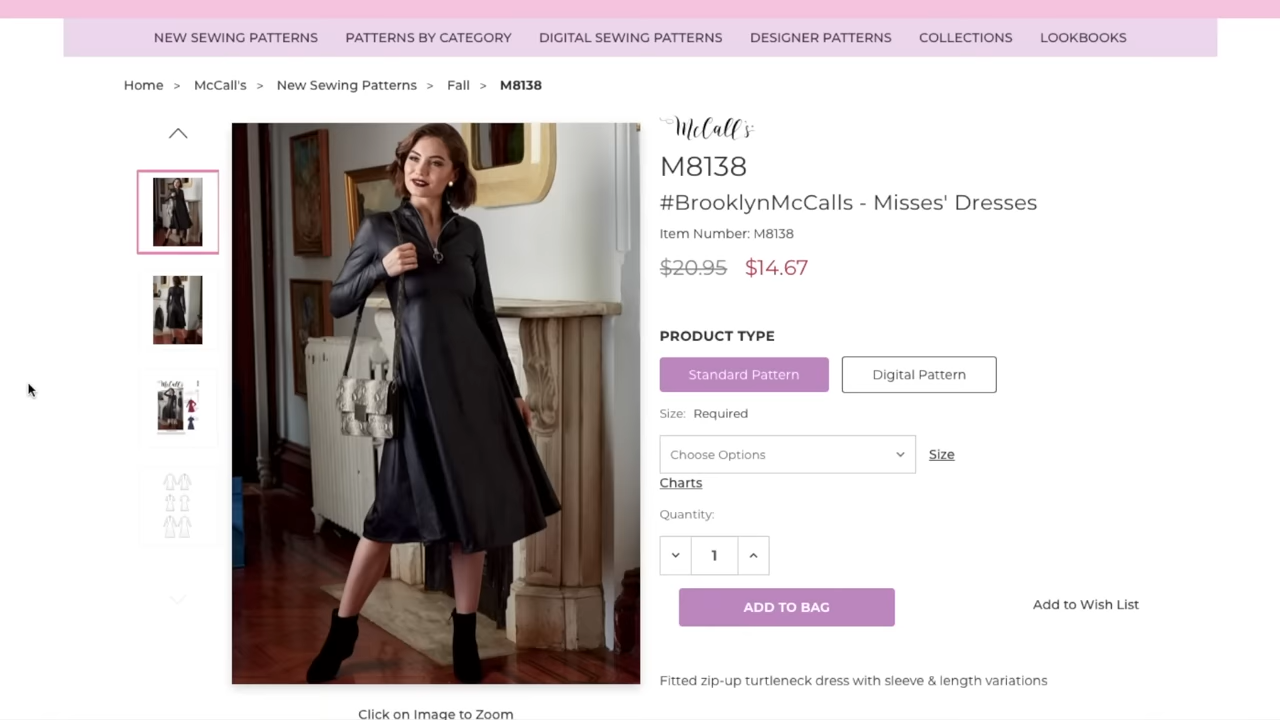 NEW SEWING PATTERNS PATTERNS BY CATEGORY DIGITAL SEWING PATTERNS DESIGNER PATTERNS COLLECTIONS LOOKBOOKS
Home > McCall's > New Sewing Patterns > Fall > M8138
McCall's
M8138
#BrooklynMcCalls - Misses' Dresses
Item Number: M8138
$20.95 $14.67
PRODUCT TYPE
Standard Pattern Digital Pattern
Size: Required
Choose Options Size
Charts
Quantity:
1
ADD TO BAG Add to Wish List
Fitted zip-up turtleneck dress with sleeve & length variations
Click on Image to Zoom